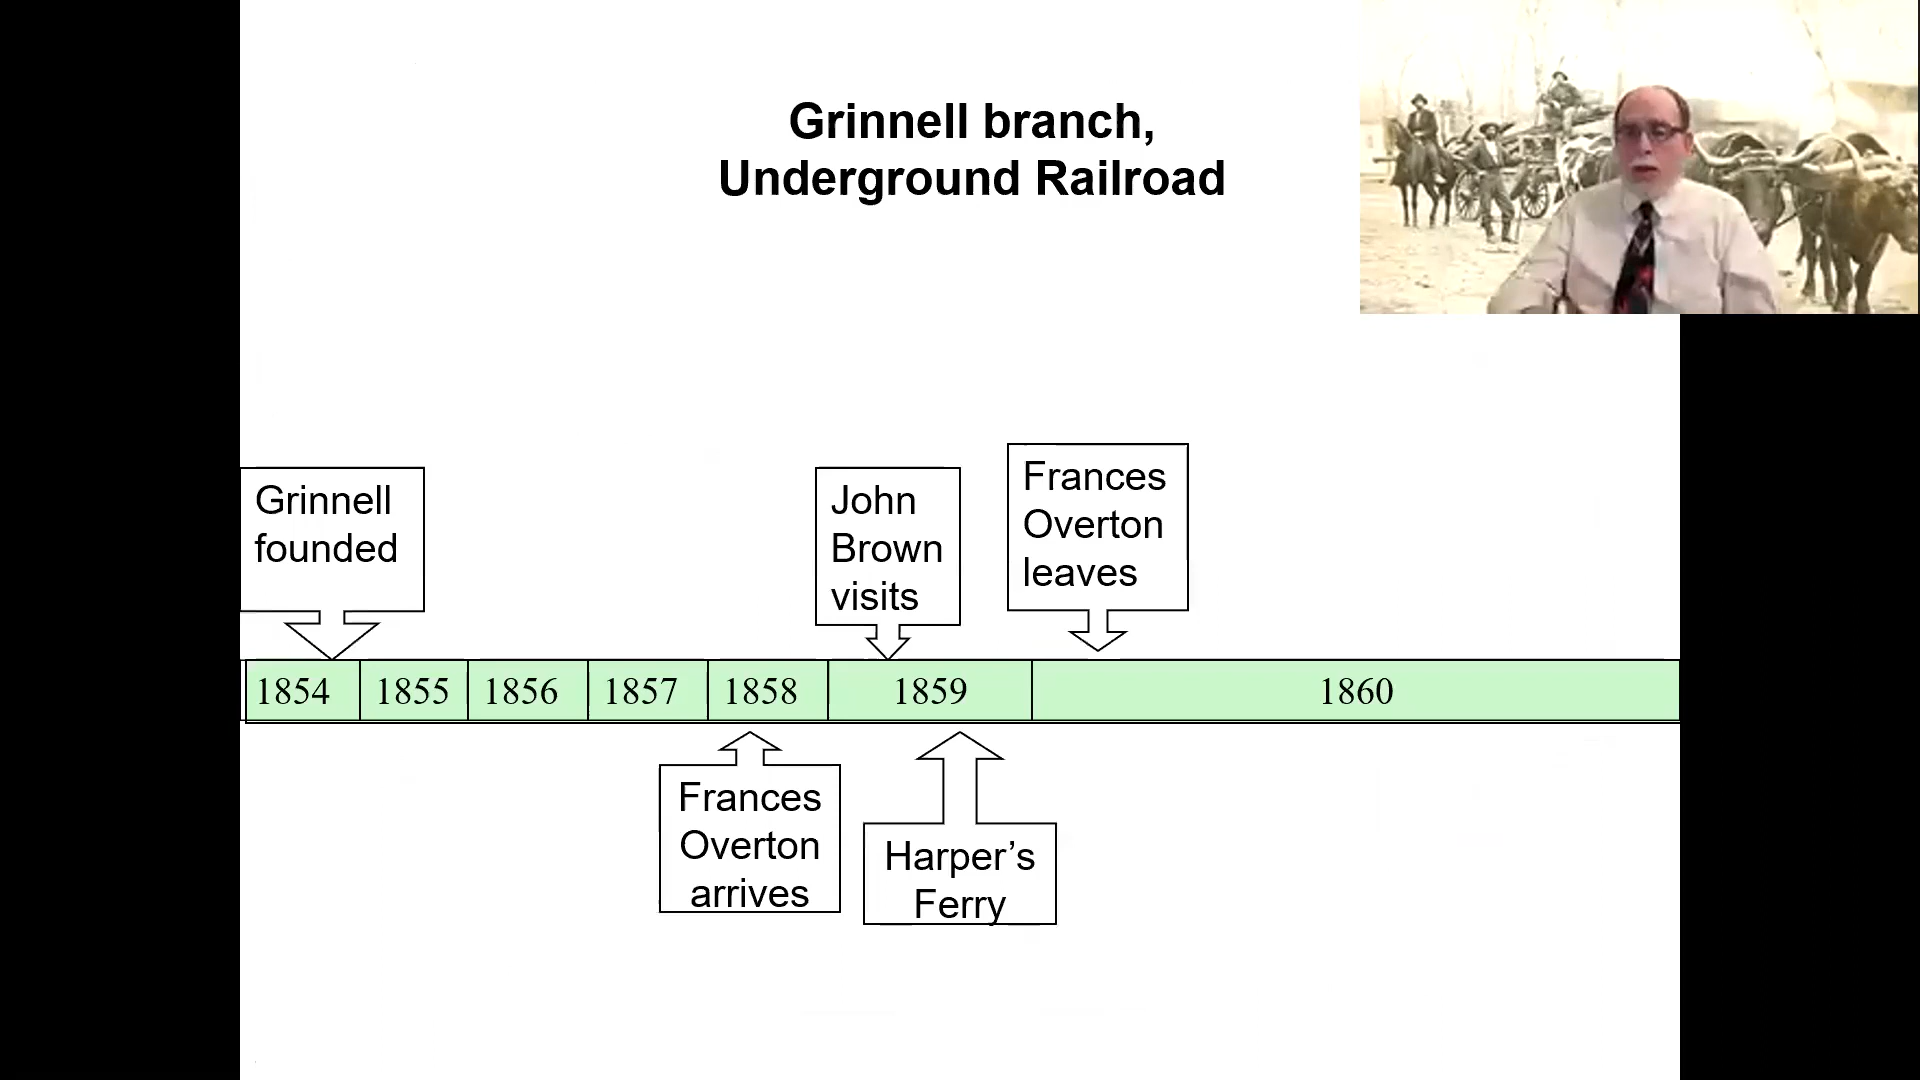 Grinnell branch,
Underground Railroad
Grinnell
founded
John
Brown
visits
Frances
Overton
leaves
1854
1855
1856
1857
1858
1859
1860
Frances
Overton
arrives
Harper’s
Ferry